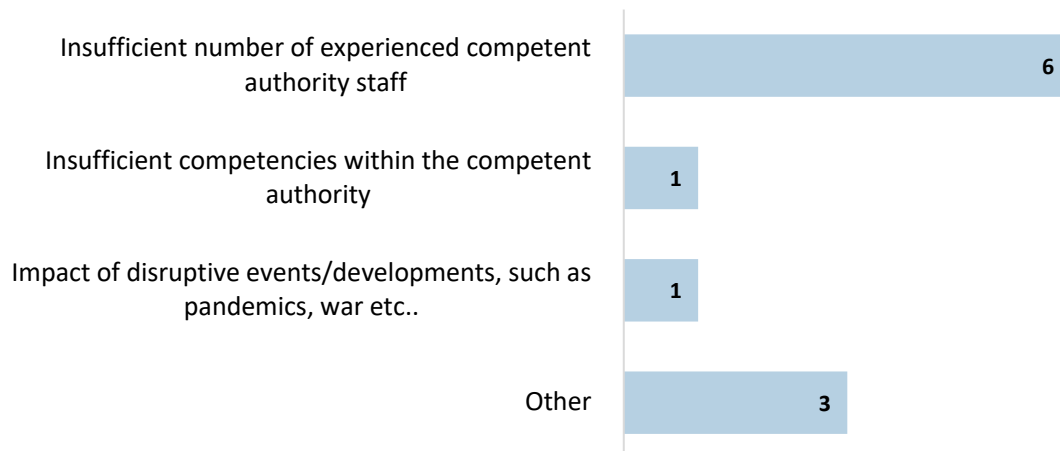 Insufficient number of experienced competent
authority staff
6
Insufficient competencies within the competent
authority
1
Impact of disruptive events/developments, such as
pandemics, war etc..
1
Other
3